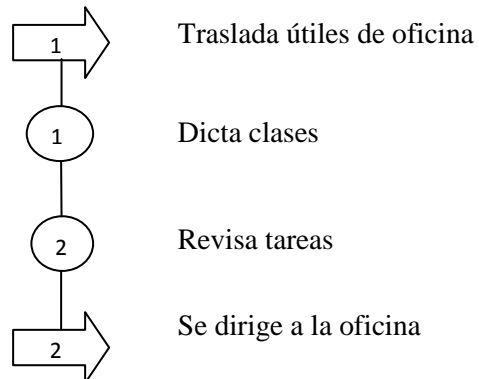 1 Traslada útiles de oficina
1 Dicta clases
2 Revisa tareas
2 Se dirige a la oficina